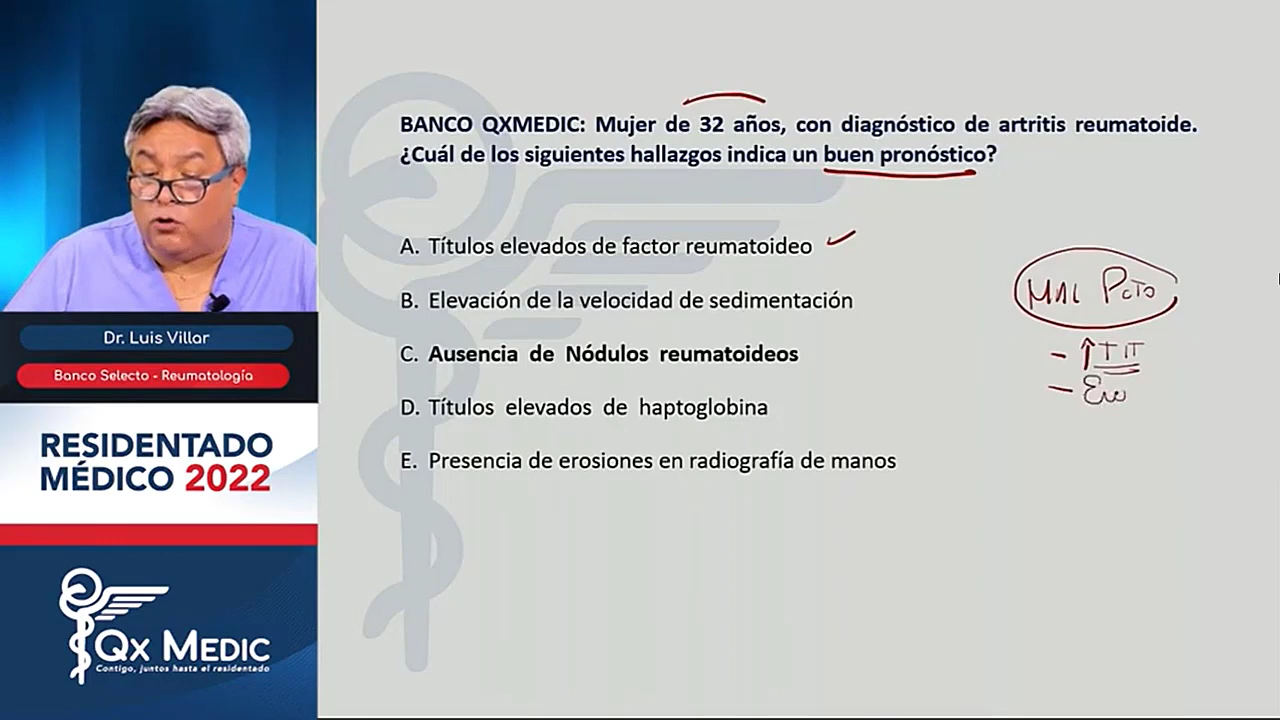 Dr. Luis Villar
Banco Selecto - Reumatología
RESIDENTADO
MÉDICO 2022
Qx MEDIC
Contigo, juntos hasta el residentado
BANCO QXMEDIC: Mujer de 32 años, con diagnóstico de artritis reumatoide.
¿Cuál de los siguientes hallazgos indica un buen pronóstico?
A. Títulos elevados de factor reumatoideo
B. Elevación de la velocidad de sedimentación
C. Ausencia de Nódulos reumatoideos
D. Títulos elevados de haptoglobina
E. Presencia de erosiones en radiografía de manos
MAL PCTO
- ↑ TIT